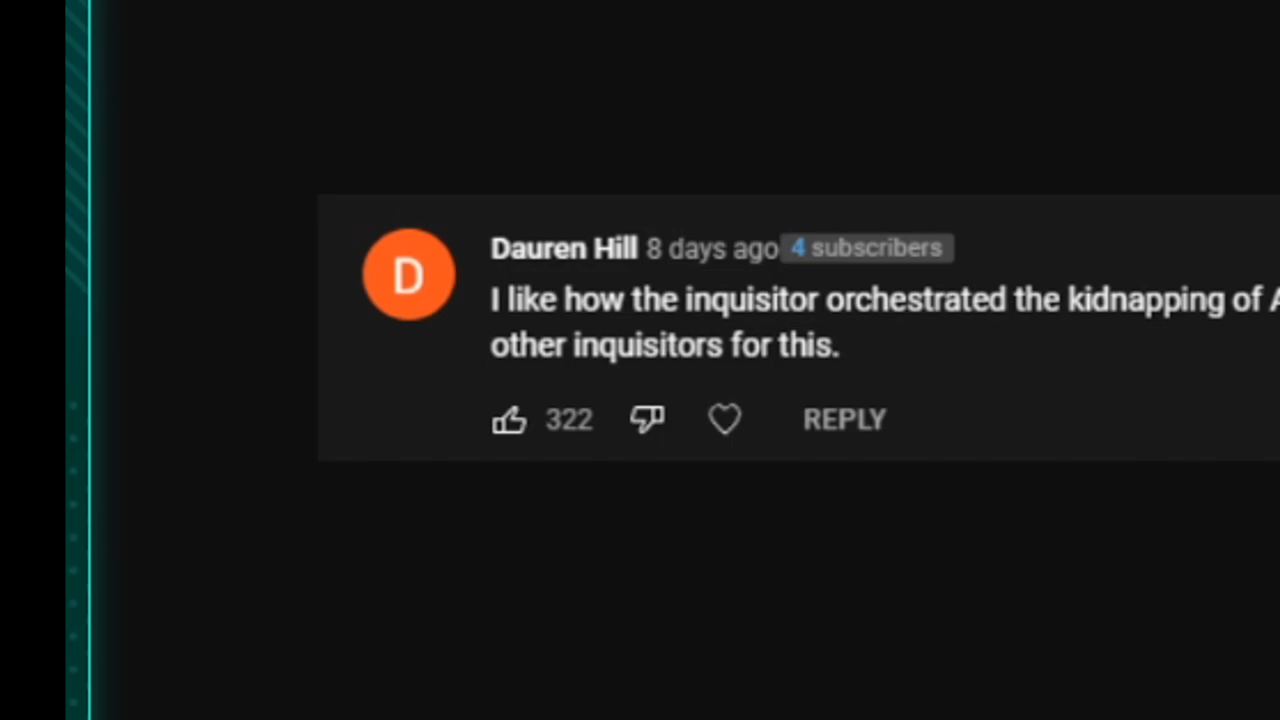 D
Dauren Hill 8 days ago 4 subscribers
I like how the inquisitor orchestrated the kidnapping of
other inquisitors for this.
322 REPLY